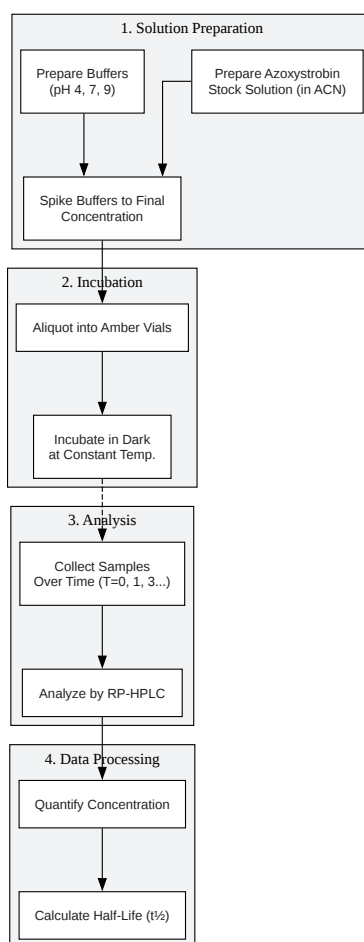 1. Solution Preparation
Prepare Buffers
(pH 4, 7, 9)
Prepare Azoxystrobin
Stock Solution (in ACN)
Spike Buffers to Final
Concentration
2. Incubation
Aliquot into Amber Vials
Incubate in Dark
at Constant Temp.
3. Analysis
Collect Samples
Over Time (T=0, 1, 3...)
Analyze by RP-HPLC
4. Data Processing
Quantify Concentration
Calculate Half-Life (t½)